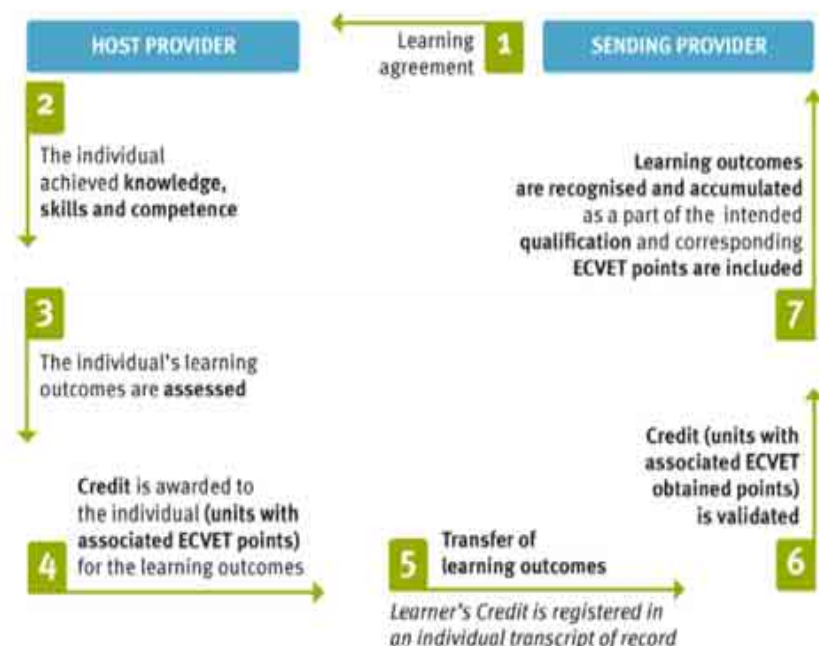 HOST PROVIDER
Learning
agreement
1
SENDING PROVIDER
2
The individual
achieved knowledge,
skills and competence
3
The individual's learning
outcomes are assessed
4
Credit is awarded to
the individual (units with
associated ECVET points)
for the learning outcomes
5
Transfer of
learning outcomes
Learner's Credit is registered in
an individual transcript of record
Credit (units with
associated ECVET
obtained points)
is validated
6
Learning outcomes
are recognised and accumulated
as a part of the intended
qualification and corresponding
ECVET points are included
7